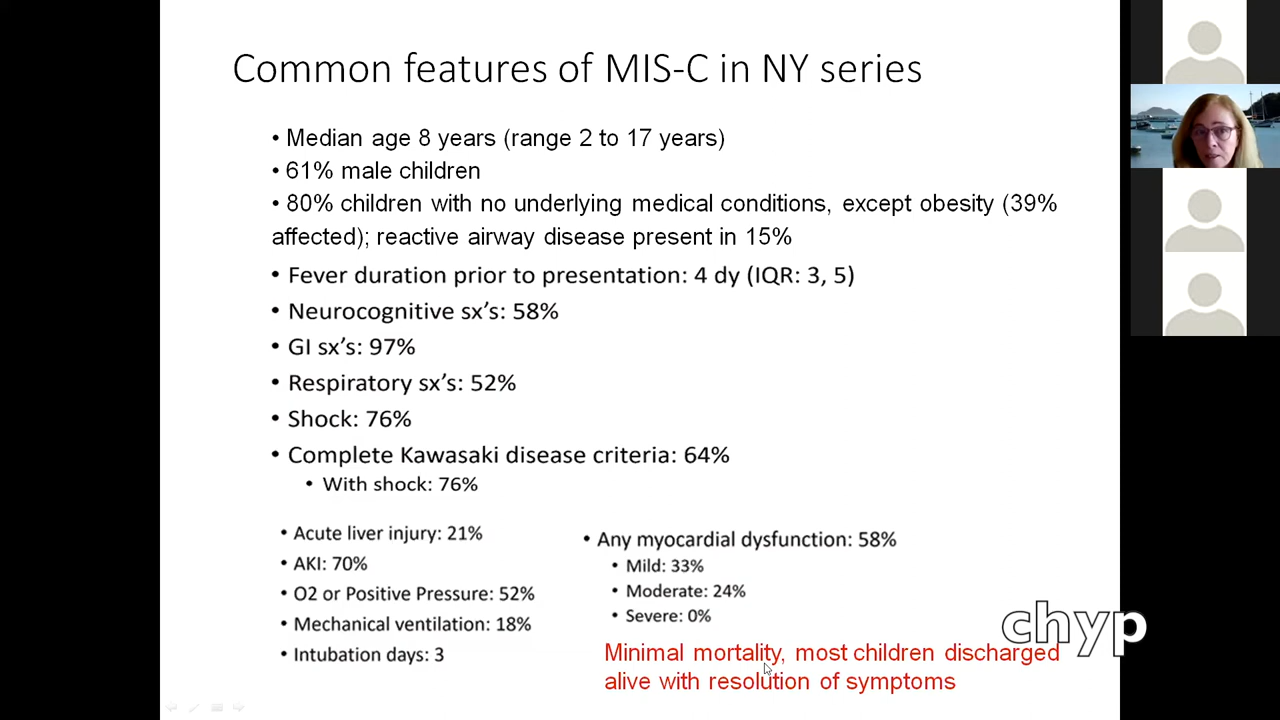 Common features of MIS-C in NY series
• Median age 8 years (range 2 to 17 years)
• 61% male children
• 80% children with no underlying medical conditions, except obesity (39%
affected); reactive airway disease present in 15%
• Fever duration prior to presentation: 4 dy (IQR: 3, 5)
• Neurocognitive sx's: 58%
• GI sx's: 97%
• Respiratory sx's: 52%
• Shock: 76%
• Complete Kawasaki disease criteria: 64%
• With shock: 76%
• Acute liver injury: 21%
• AKI: 70%
• O2 or Positive Pressure: 52%
• Mechanical ventilation: 18%
• Intubation days: 3
• Any myocardial dysfunction: 58%
• Mild: 33%
• Moderate: 24%
• Severe: 0%
chyp
Minimal mortality, most children discharged
alive with resolution of symptoms